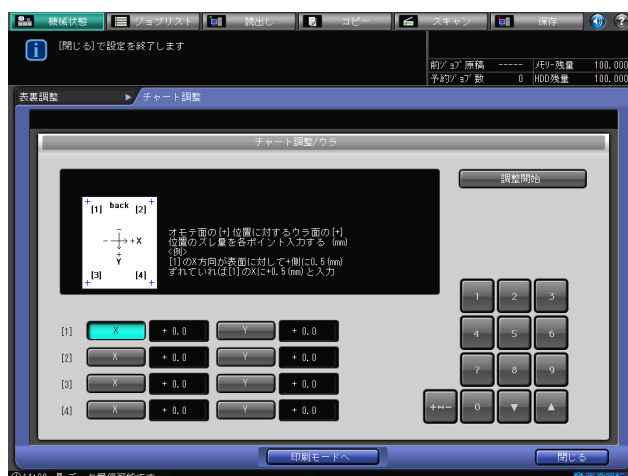 機械状態 ジョブリスト 読出し コピー スキャン 保存
[閉じる]で設定を終了します
前ジョブ原稿 ----- メモリー残量 100.000
予約ジョブ数 0 HDD残量 100.000
表裏調整 チャート調整
チャート調整/ウラ
調整開始
[1] back [2]
- +X
+
Y
[3] [4]
オモテ面の[+]位置に対するウラ面の[+]
位置のズレ量を各ポイント入力する (mm)
<例>
[1]のX方向が表面に対して+側に0.5(mm)
ずれていれば[1]のXに+0.5(mm)と入力
1 2 3
4 5 6
7 8 9
+↔- 0 ▼ ▲
[1] X + 0.0 Y + 0.0
[2] X + 0.0 Y + 0.0
[3] X + 0.0 Y + 0.0
[4] X + 0.0 Y + 0.0
印刷モードへ 閉じる